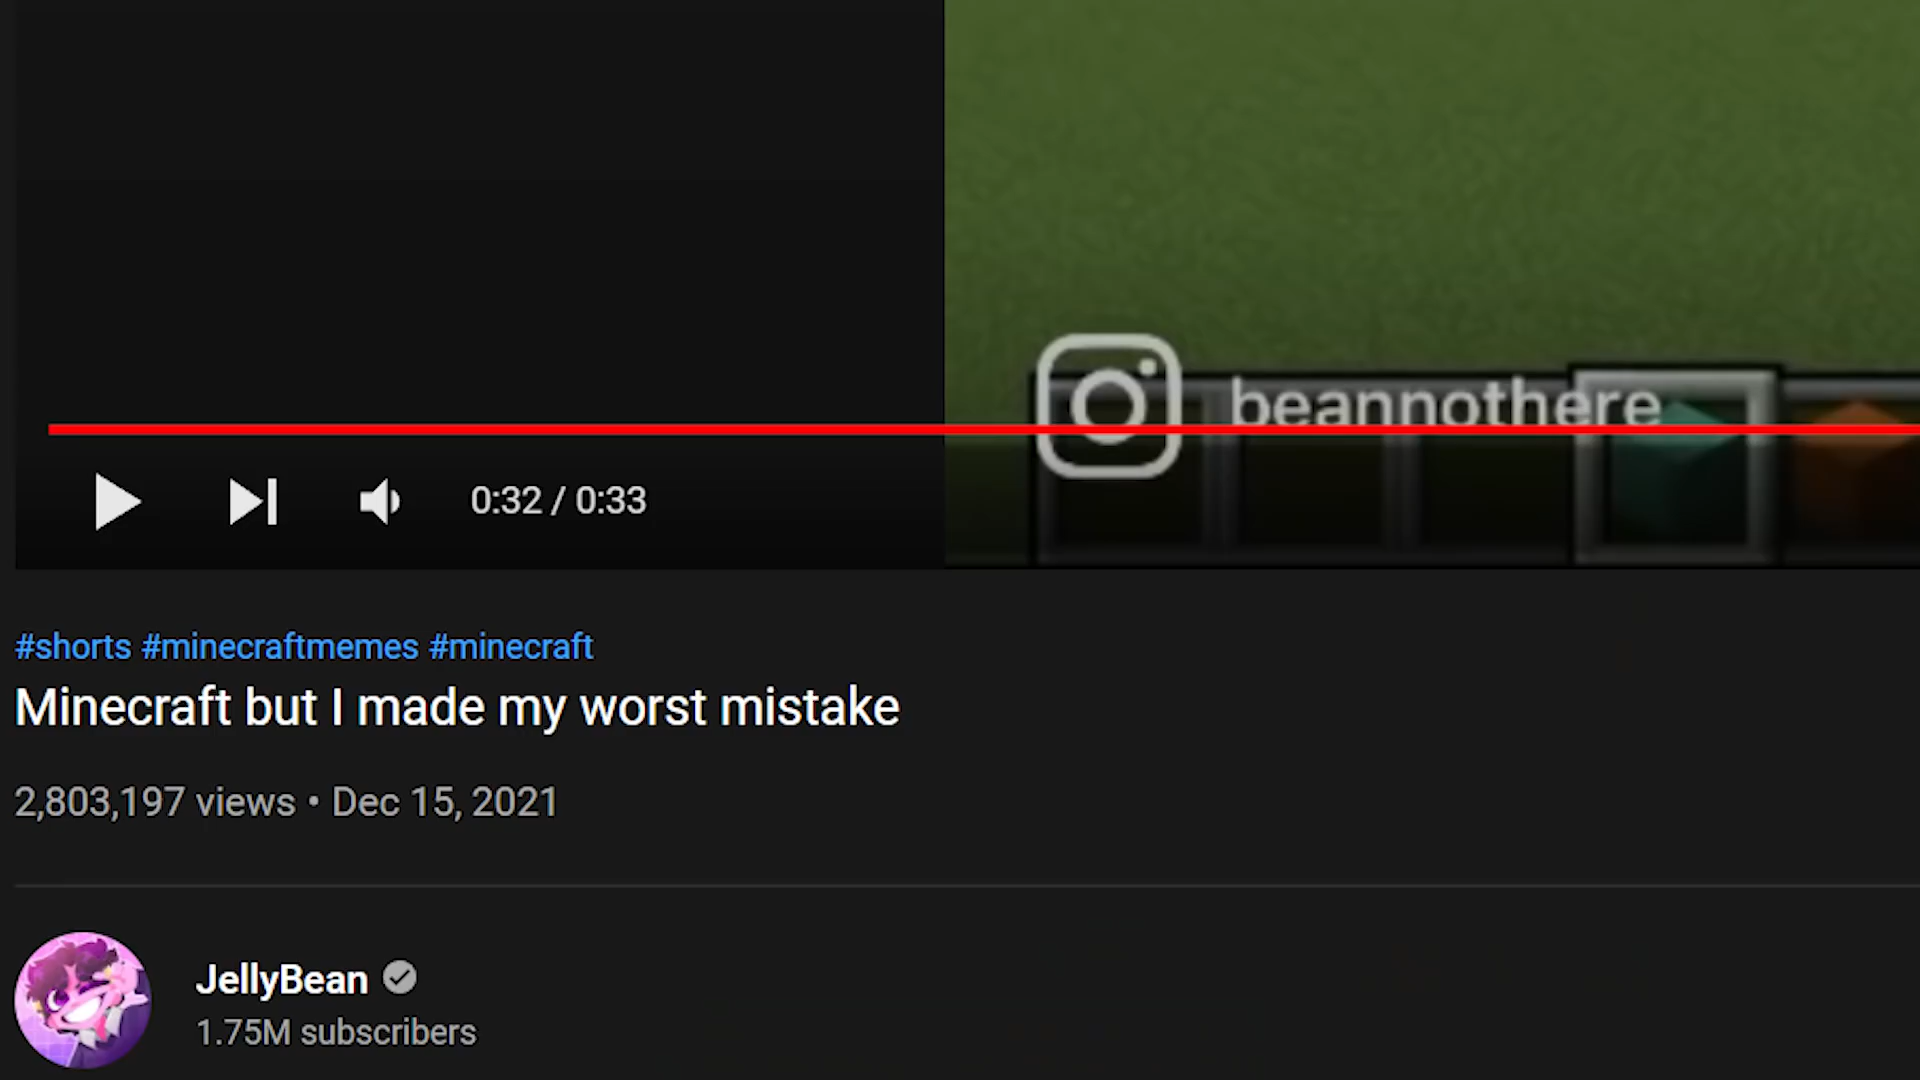 beannothere
0:32 / 0:33
#shorts #minecraftmemes #minecraft
Minecraft but I made my worst mistake
2,803,197 views • Dec 15, 2021
JellyBean
1.75M subscribers